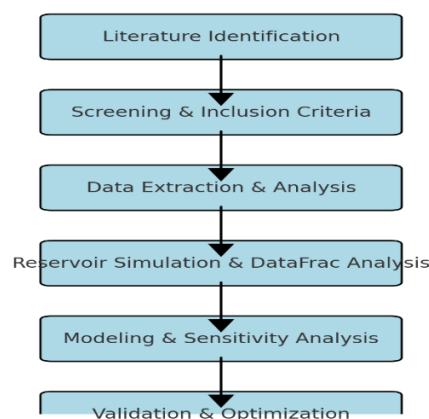 Literature Identification
Screening & Inclusion Criteria
Data Extraction & Analysis
Reservoir Simulation & DataFrac Analysis
Modeling & Sensitivity Analysis
Validation & Optimization